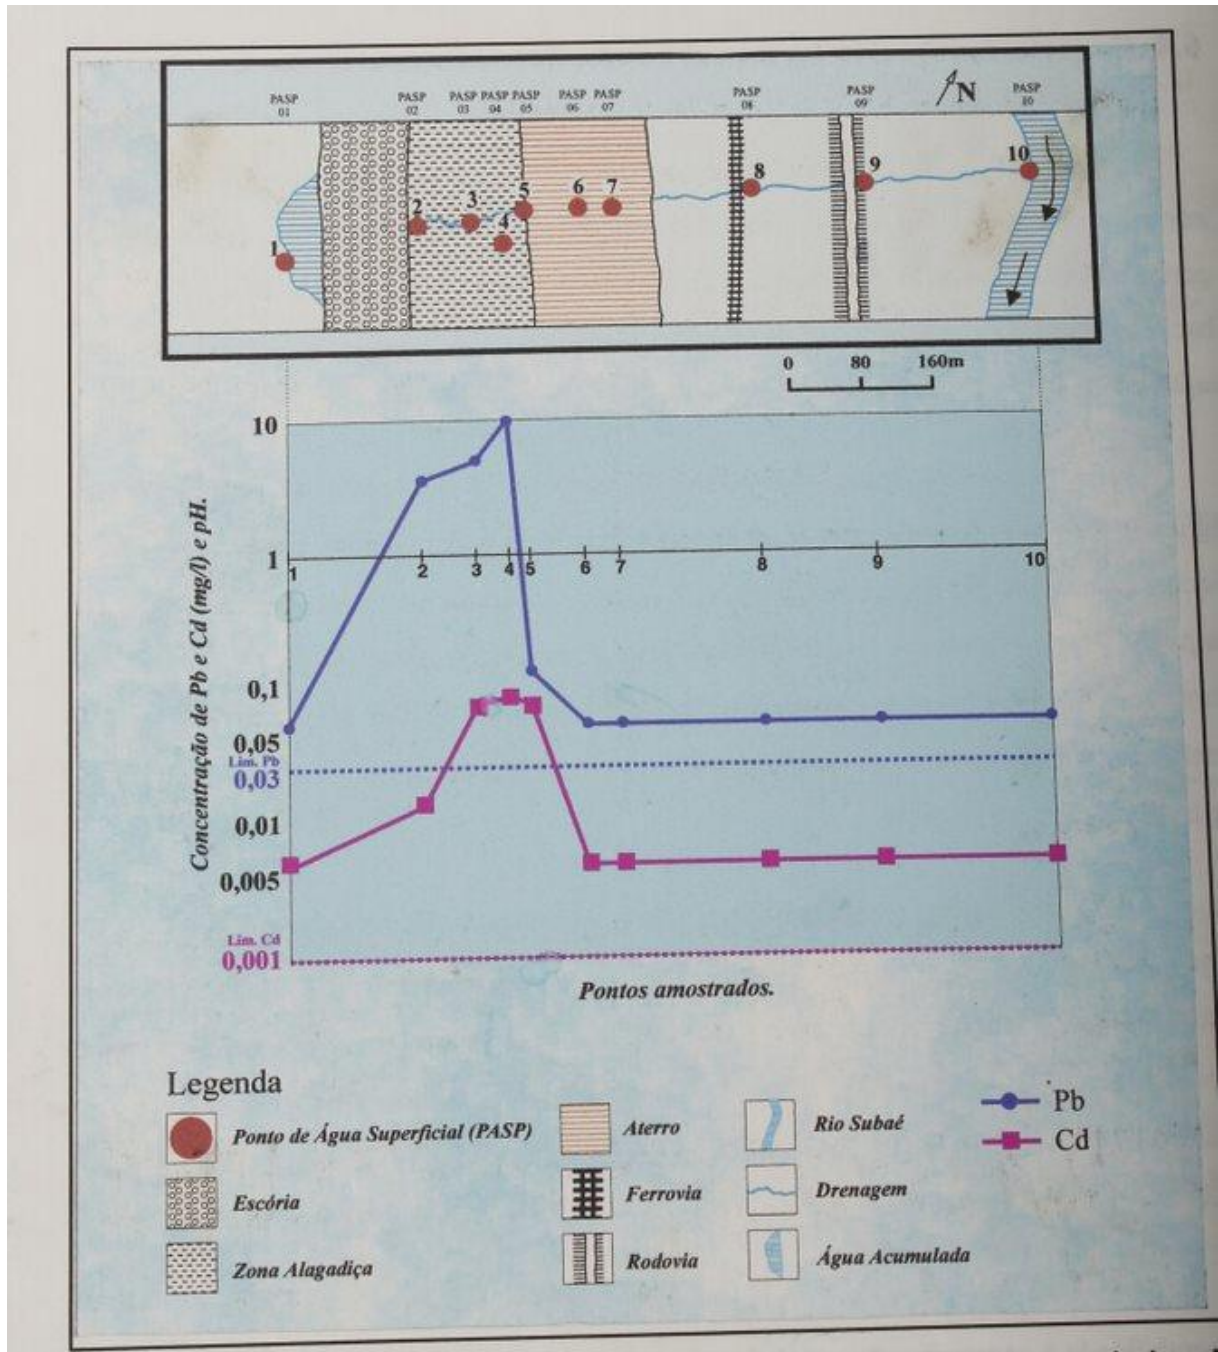 PASP 01
PASP 02
PASP 03
PASP 04
PASP 05
PASP 06
PASP 07
PASP 08
PASP 09
N
PASP 10
1
2
3
4
5
6
7
8
9
10
0 80 160m
10
1
0,1
0,05
Lim. Pb
0,03
0,01
0,005
Lim. Cd
0,001
Concentração de Pb e Cd (mg/l) e pH.
1 2 3 4 5 6 7 8 9 10
Pontos amostrados.
Legenda
Ponto de Água Superficial (PASP)
Escória
Zona Alagadiça
Aterro
Ferrovia
Rodovia
Rio Subaé
Drenagem
Água Acumulada
Pb
Cd